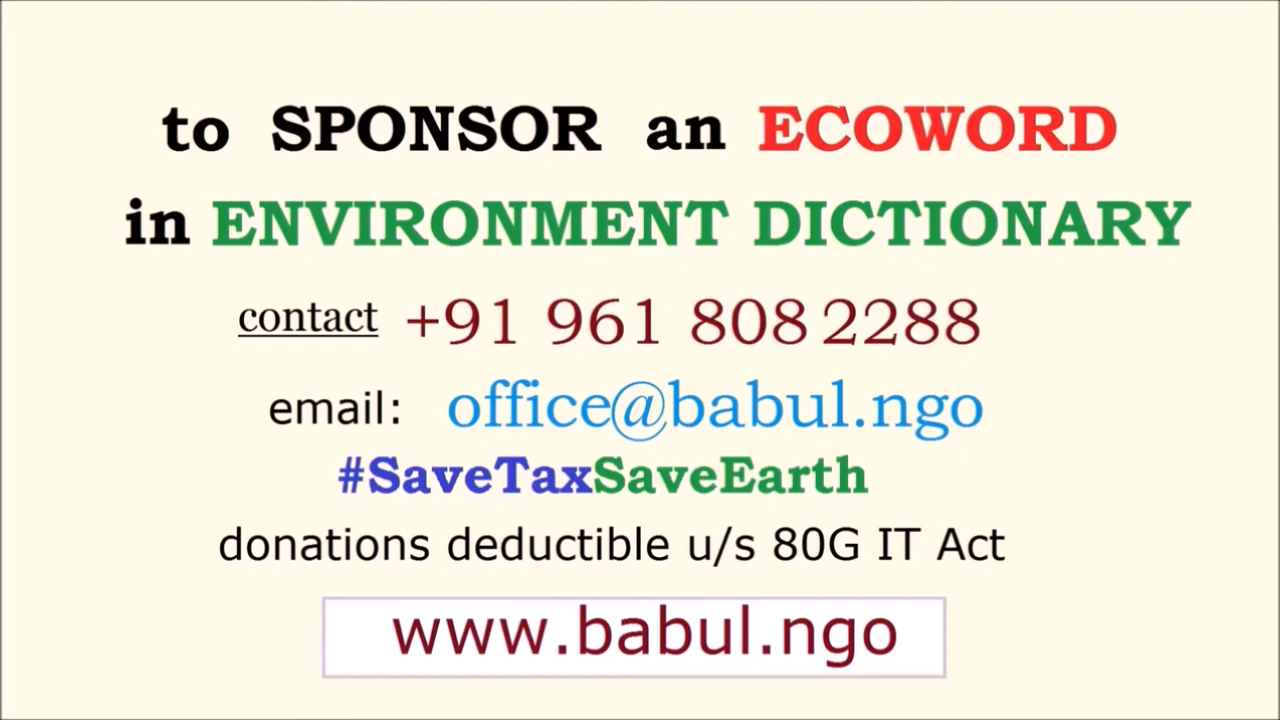 to SPONSOR an ECOWORD
in ENVIRONMENT DICTIONARY
contact +91 961 808 2288
email: office@babul.ngo
#SaveTaxSaveEarth
donations deductible u/s 80G IT Act
www.babul.ngo